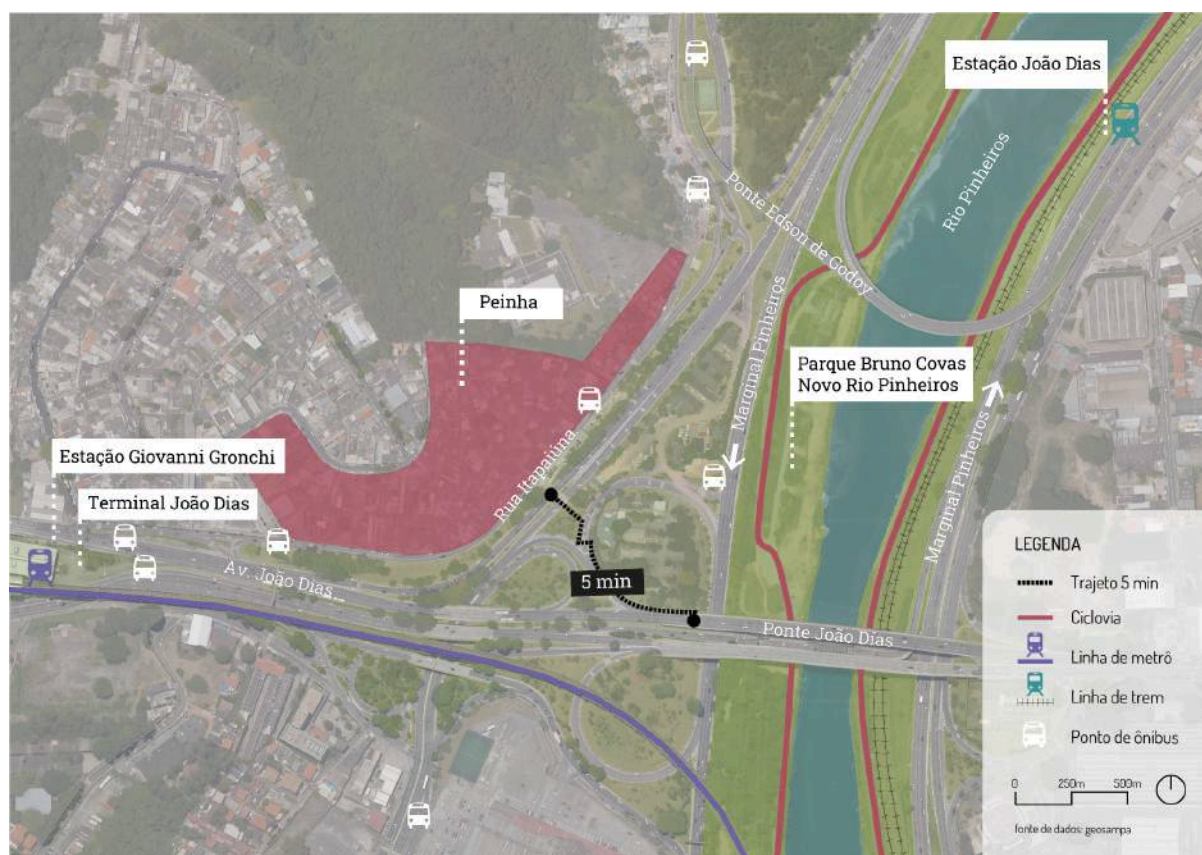 Estação João Dias
Ponte Edson de Godoy
Rio Pinheiros
Peinha
Marginal Pinheiros
Parque Bruno Covas
Novo Rio Pinheiros
Estação Giovanni Gronchi
Rua Itapaiúna
Marginal Pinheiros
Terminal João Dias
Av. João Dias
5 min
Ponte João Dias
LEGENDA
Trajeto 5 min
Ciclovia
Linha de metrô
Linha de trem
Ponto de ônibus
0 250m 500m
fonte de dados: geosampa